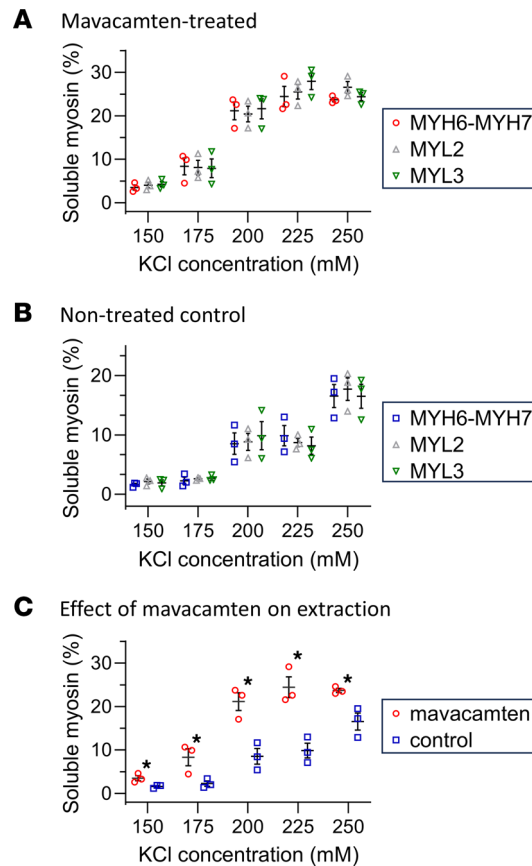 A Mavacamten-treated
Soluble myosin (%)
30
20
10
0
150 175 200 225 250
KCl concentration (mM)
MYH6-MYH7
MYL2
MYL3
B Non-treated control
Soluble myosin (%)
20
10
0
150 175 200 225 250
KCl concentration (mM)
MYH6-MYH7
MYL2
MYL3
C Effect of mavacamten on extraction
Soluble myosin (%)
30
20
10
0
* * * * *
150 175 200 225 250
KCl concentration (mM)
mavacamten
control